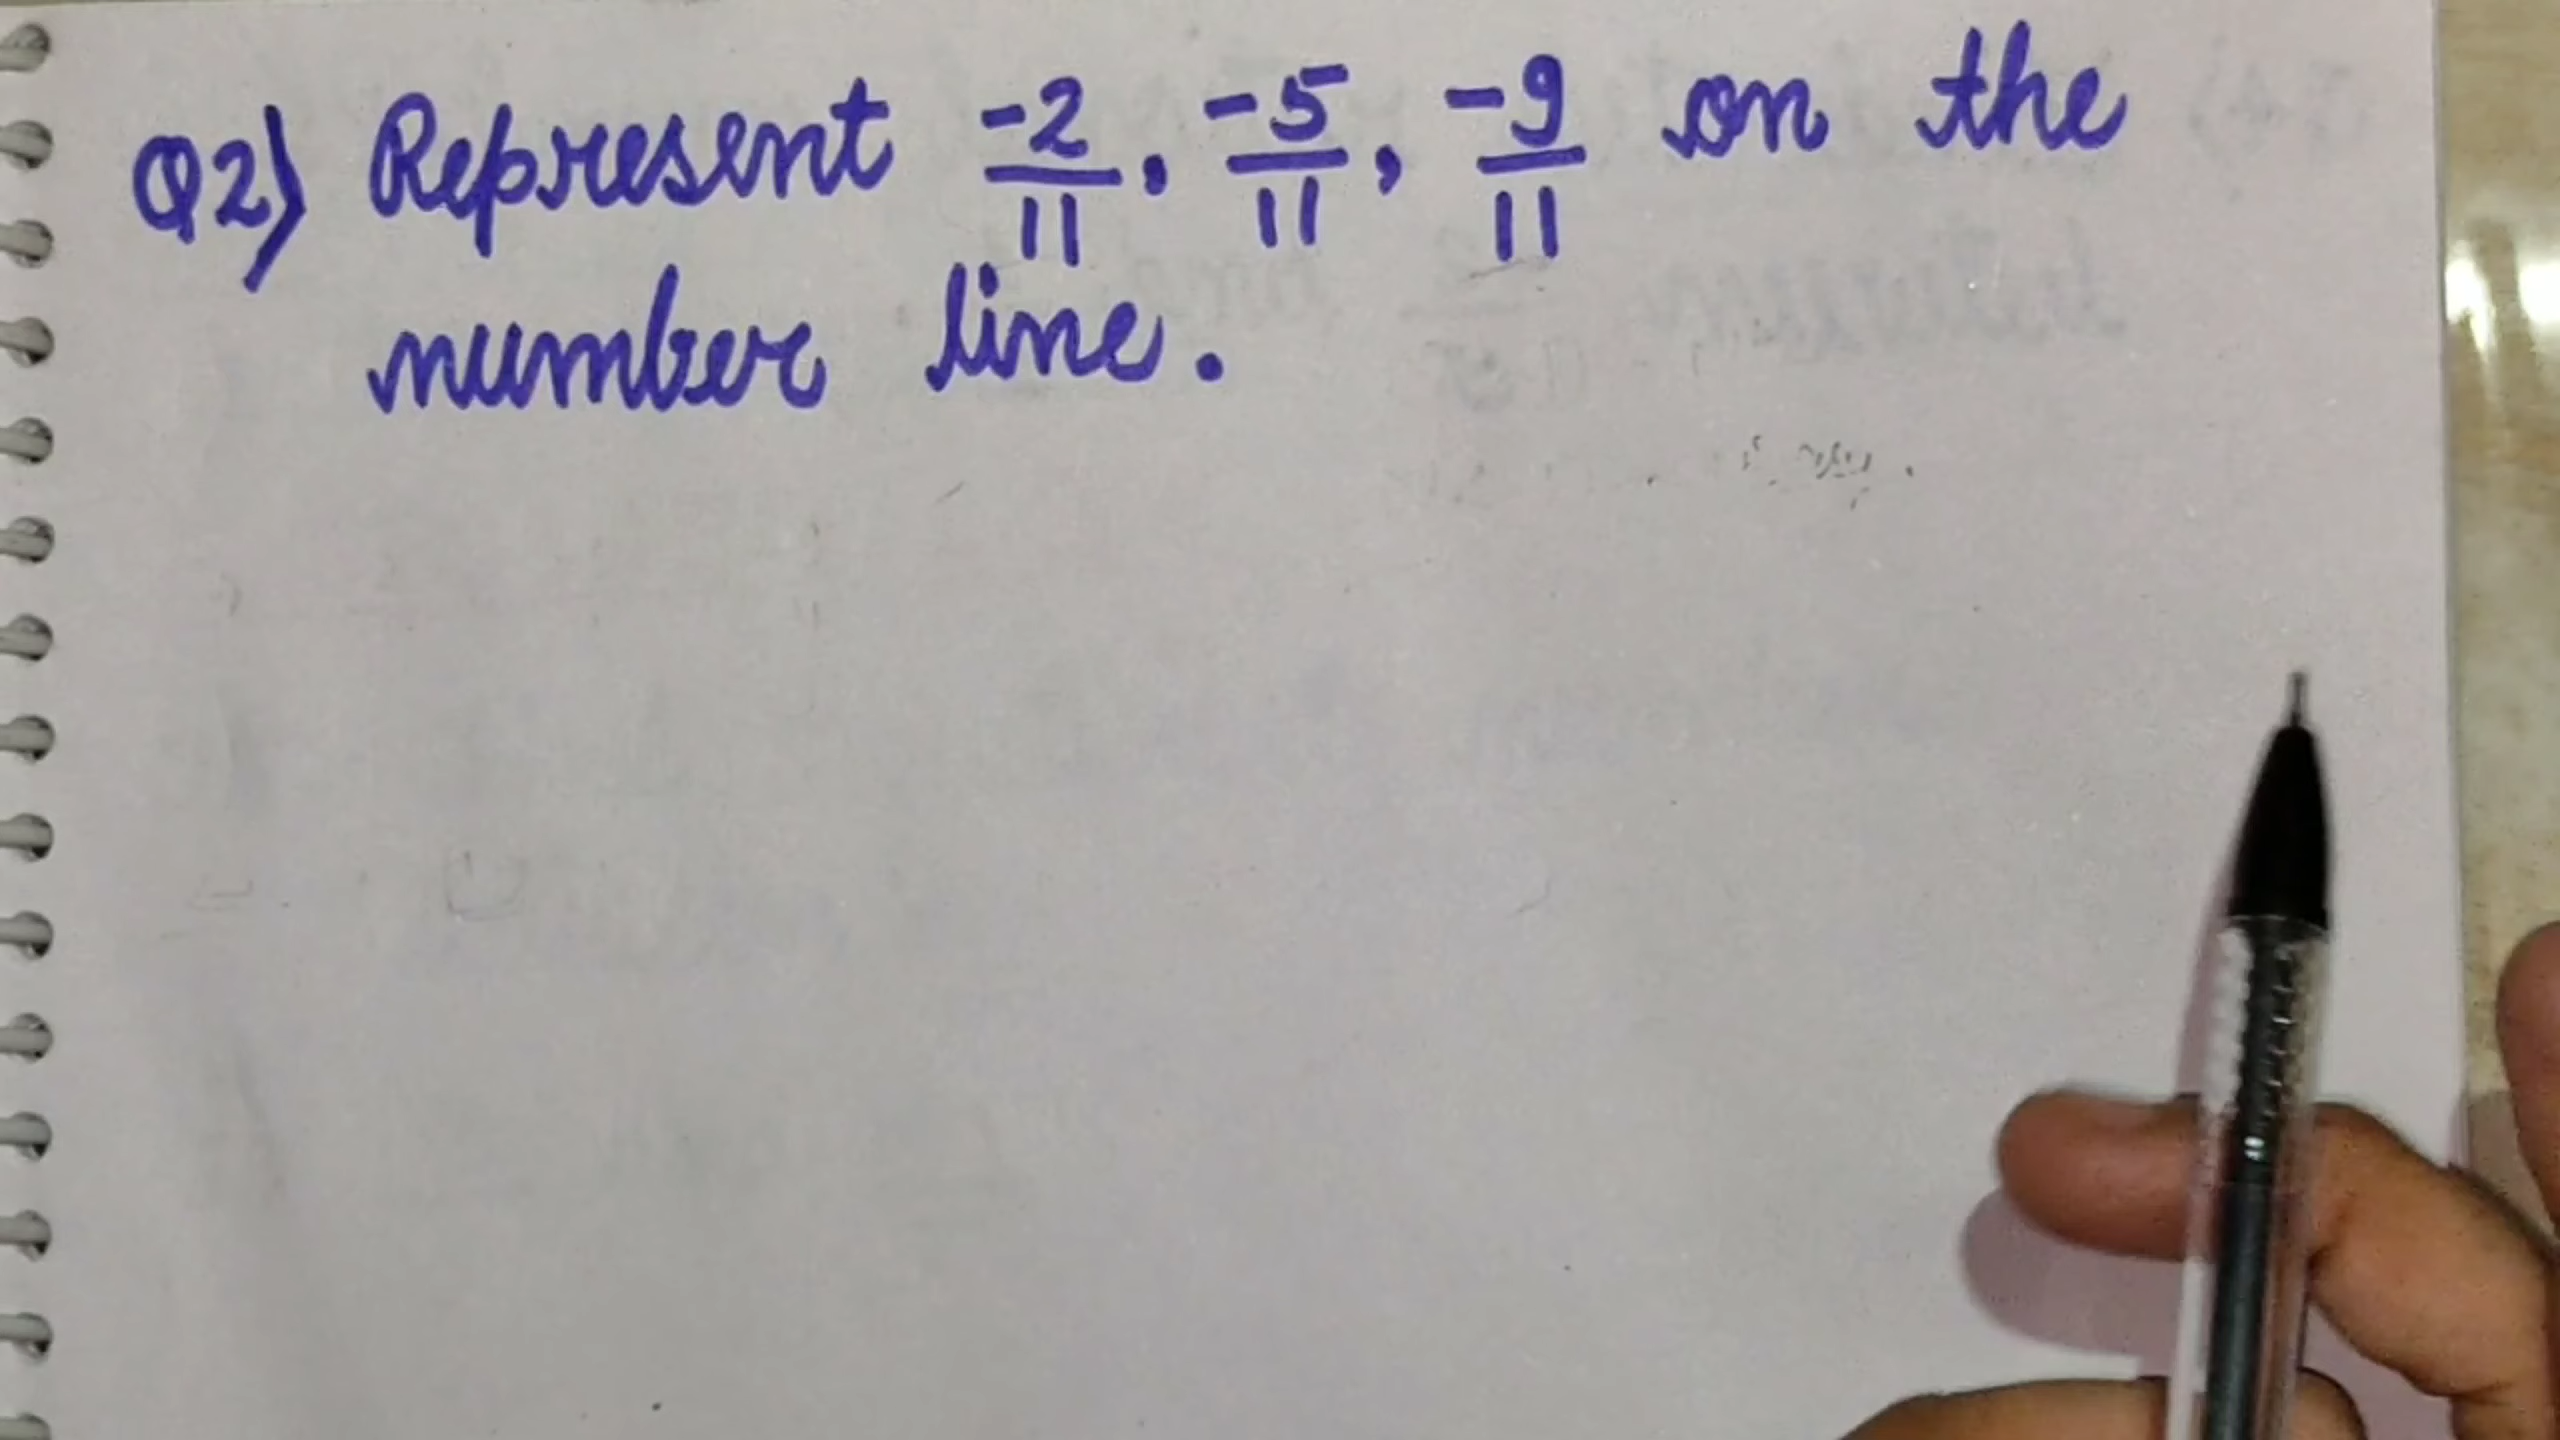 Q2) Represent -2/11, -5/11, -9/11 on the
number line.